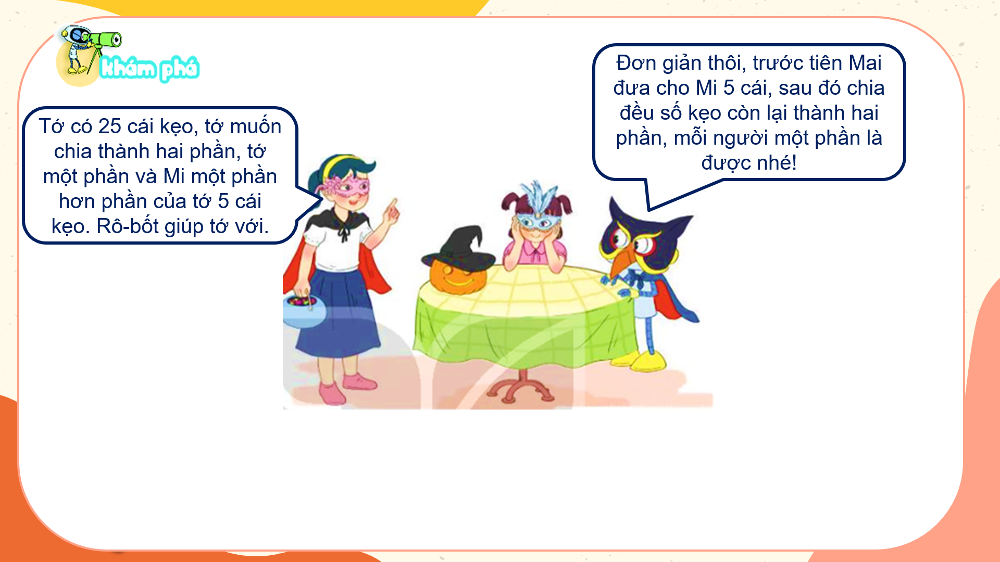 Khám phá
Tớ có 25 cái kẹo, tớ muốn
chia thành hai phần, tớ
một phần và Mi một phần
hơn phần của tớ 5 cái
kẹo. Rô-bốt giúp tớ với.
Đơn giản thôi, trước tiên Mai
đưa cho Mi 5 cái, sau đó chia
đều số kẹo còn lại thành hai
phần, mỗi người một phần là
được nhé!